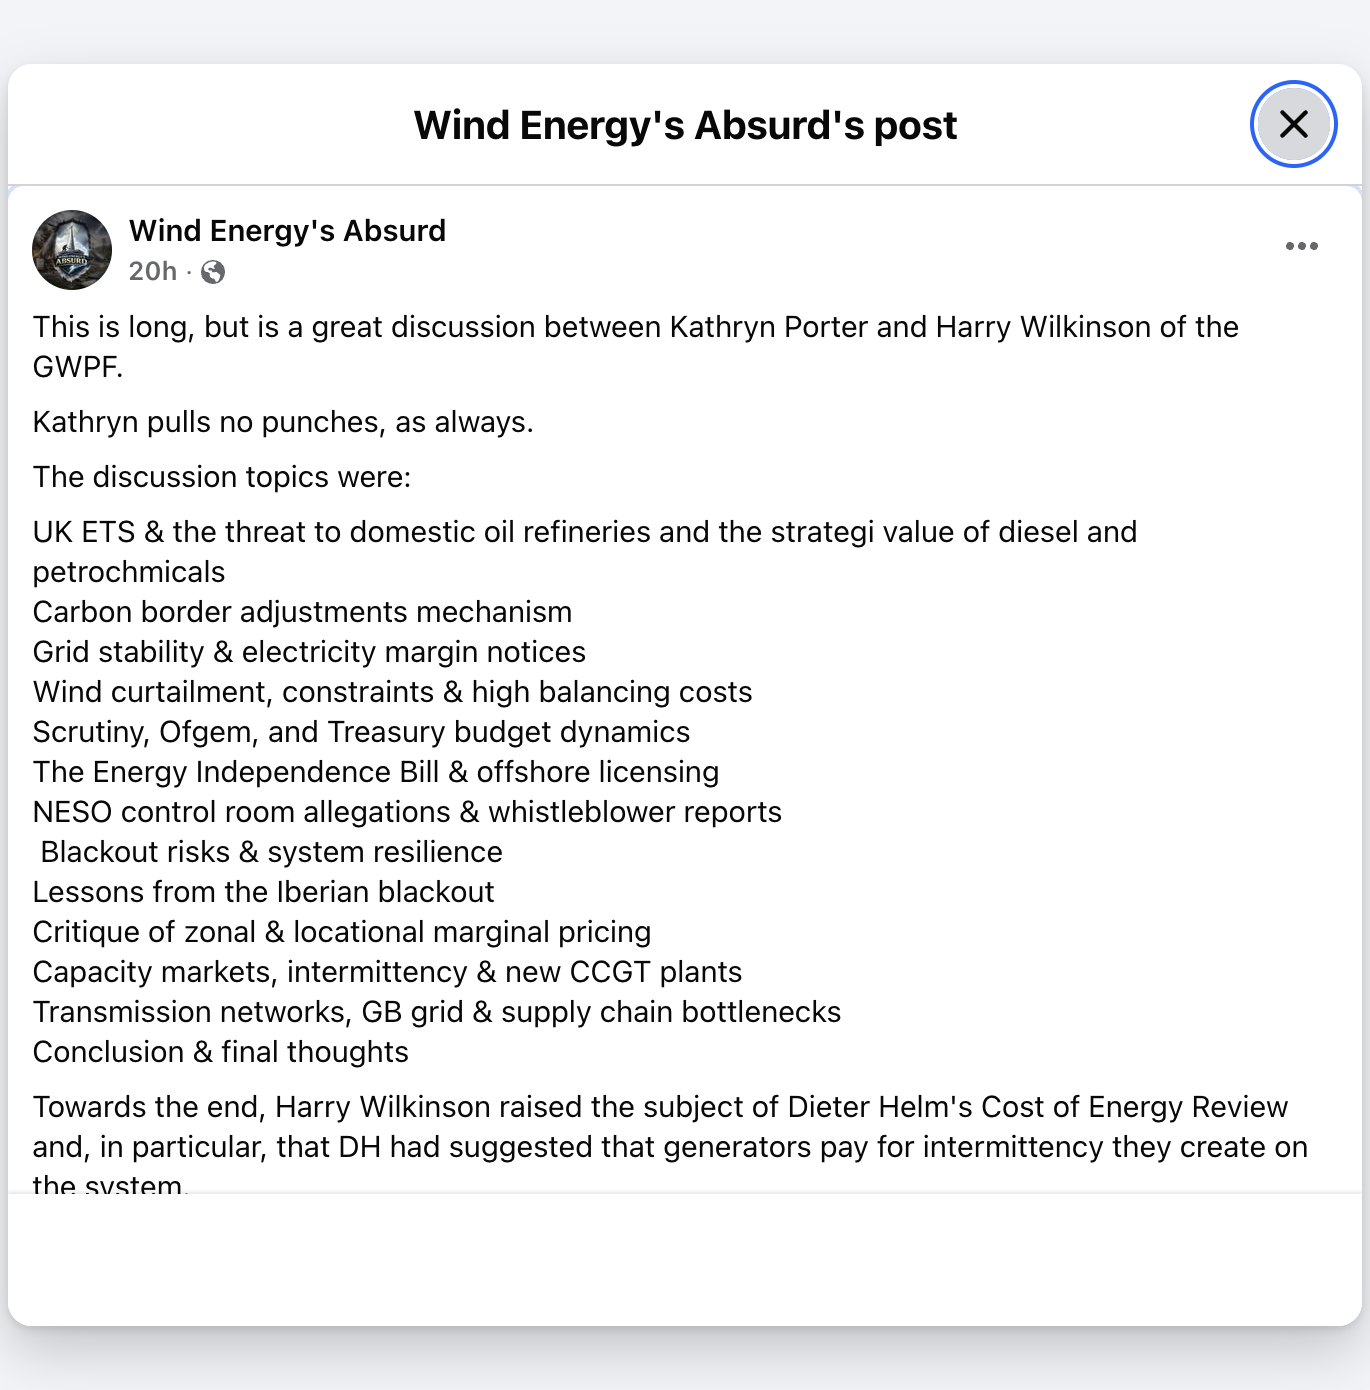 Wind Energy's Absurd's post
Wind Energy's Absurd
20h ·
This is long, but is a great discussion between Kathryn Porter and Harry Wilkinson of the
GWPF.
Kathryn pulls no punches, as always.
The discussion topics were:
UK ETS & the threat to domestic oil refineries and the strategi value of diesel and
petrochmicals
Carbon border adjustments mechanism
Grid stability & electricity margin notices
Wind curtailment, constraints & high balancing costs
Scrutiny, Ofgem, and Treasury budget dynamics
The Energy Independence Bill & offshore licensing
NESO control room allegations & whistleblower reports
Blackout risks & system resilience
Lessons from the Iberian blackout
Critique of zonal & locational marginal pricing
Capacity markets, intermittency & new CCGT plants
Transmission networks, GB grid & supply chain bottlenecks
Conclusion & final thoughts
Towards the end, Harry Wilkinson raised the subject of Dieter Helm's Cost of Energy Review
and, in particular, that DH had suggested that generators pay for intermittency they create on
the system.